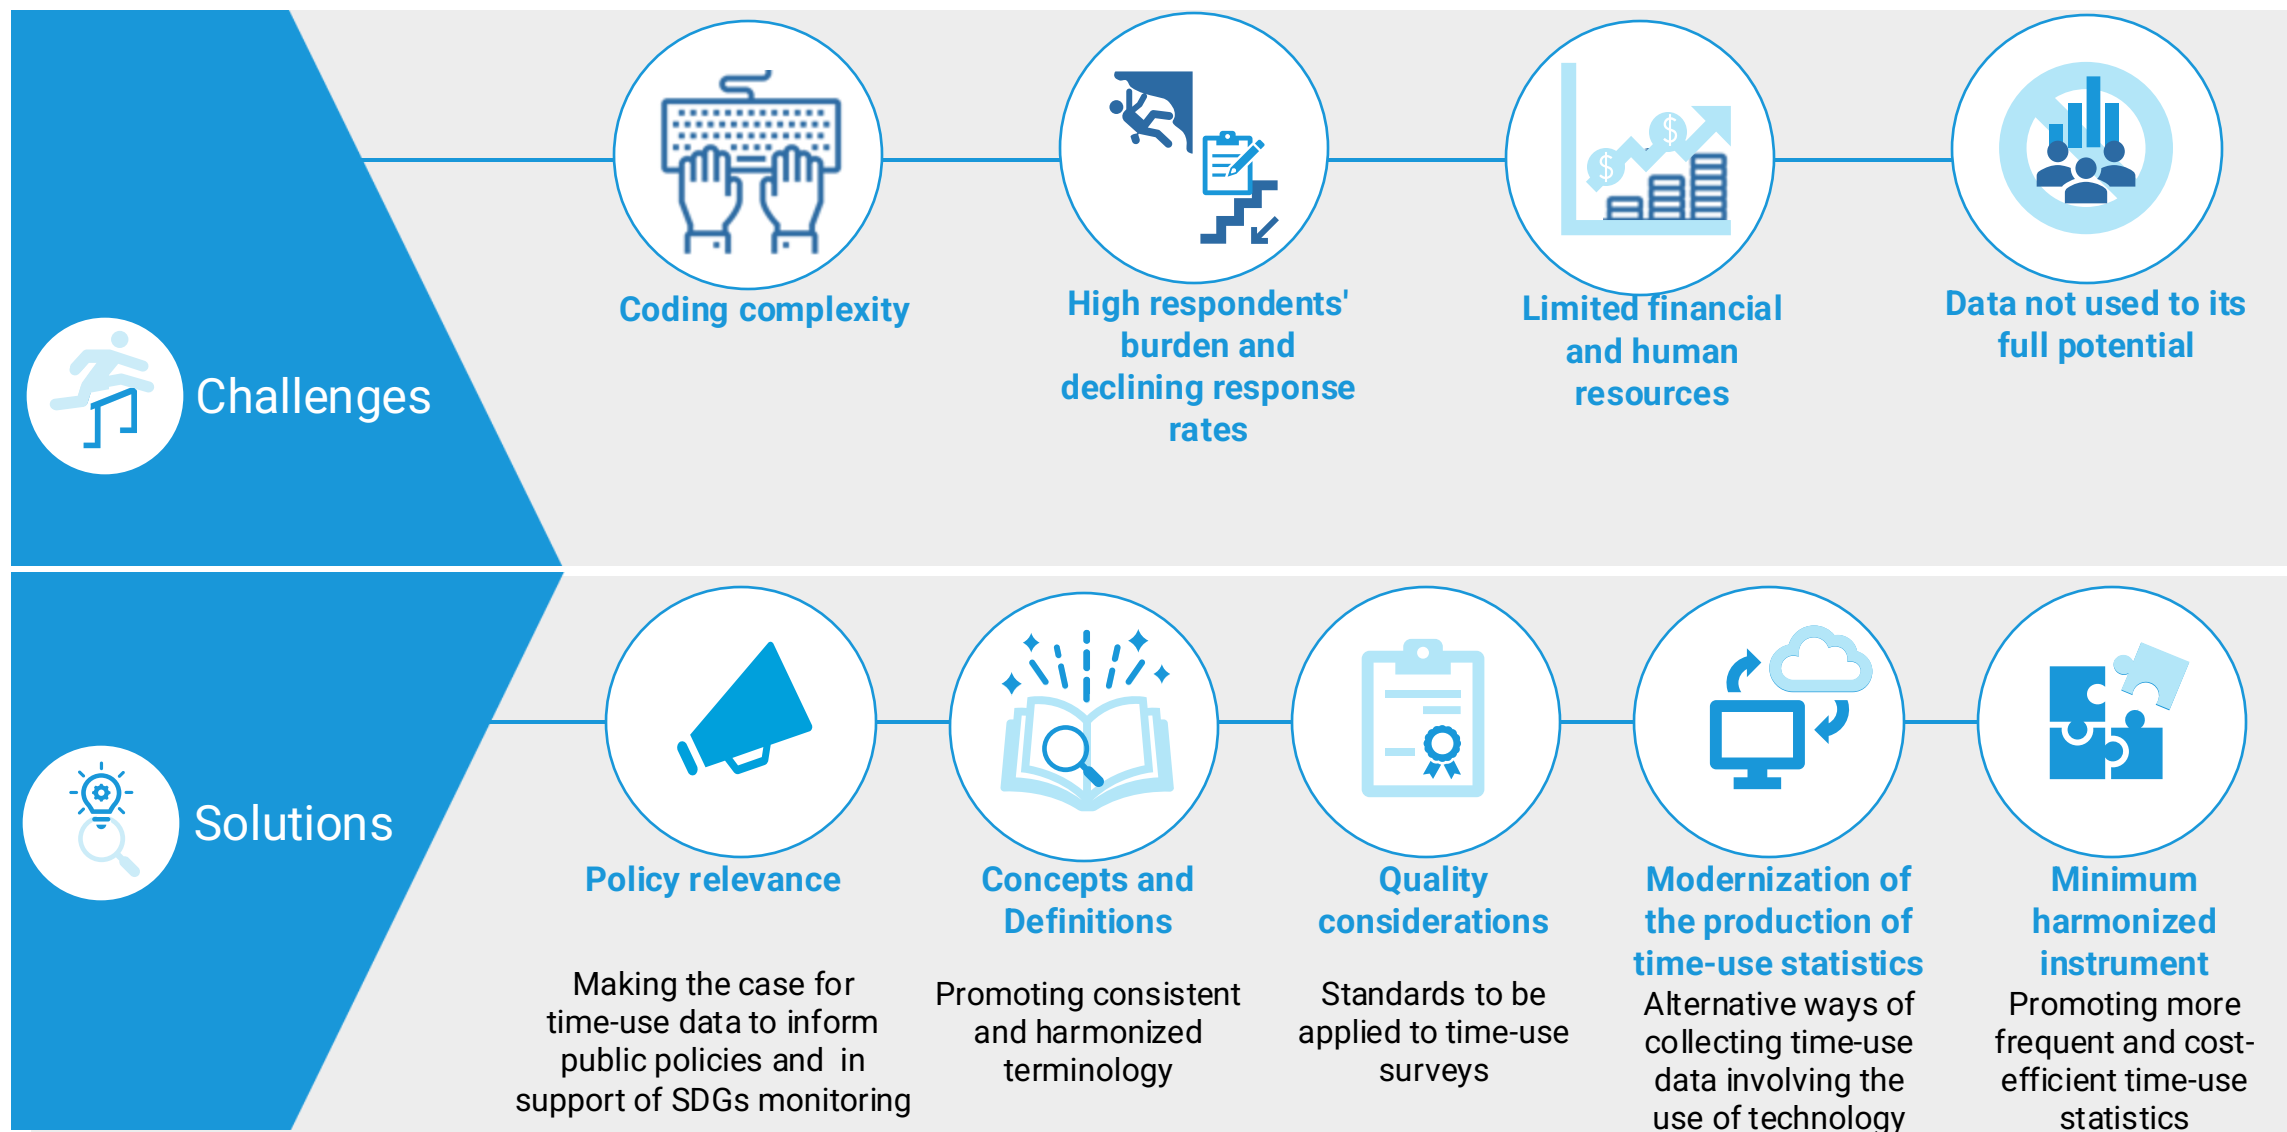 Challenges
Coding complexity
High respondents'
burden and
declining response
rates
Limited financial
and human
resources
Data not used to its
full potential
Solutions
Policy relevance
Making the case for
time-use data to inform
public policies and in
support of SDGs monitoring
Concepts and
Definitions
Promoting consistent
and harmonized
terminology
Quality
considerations
Standards to be
applied to time-use
surveys
Modernization of
the production of
time-use statistics
Alternative ways of
collecting time-use
data involving the
use of technology
Minimum
harmonized
instrument
Promoting more
frequent and cost-
efficient time-use
statistics